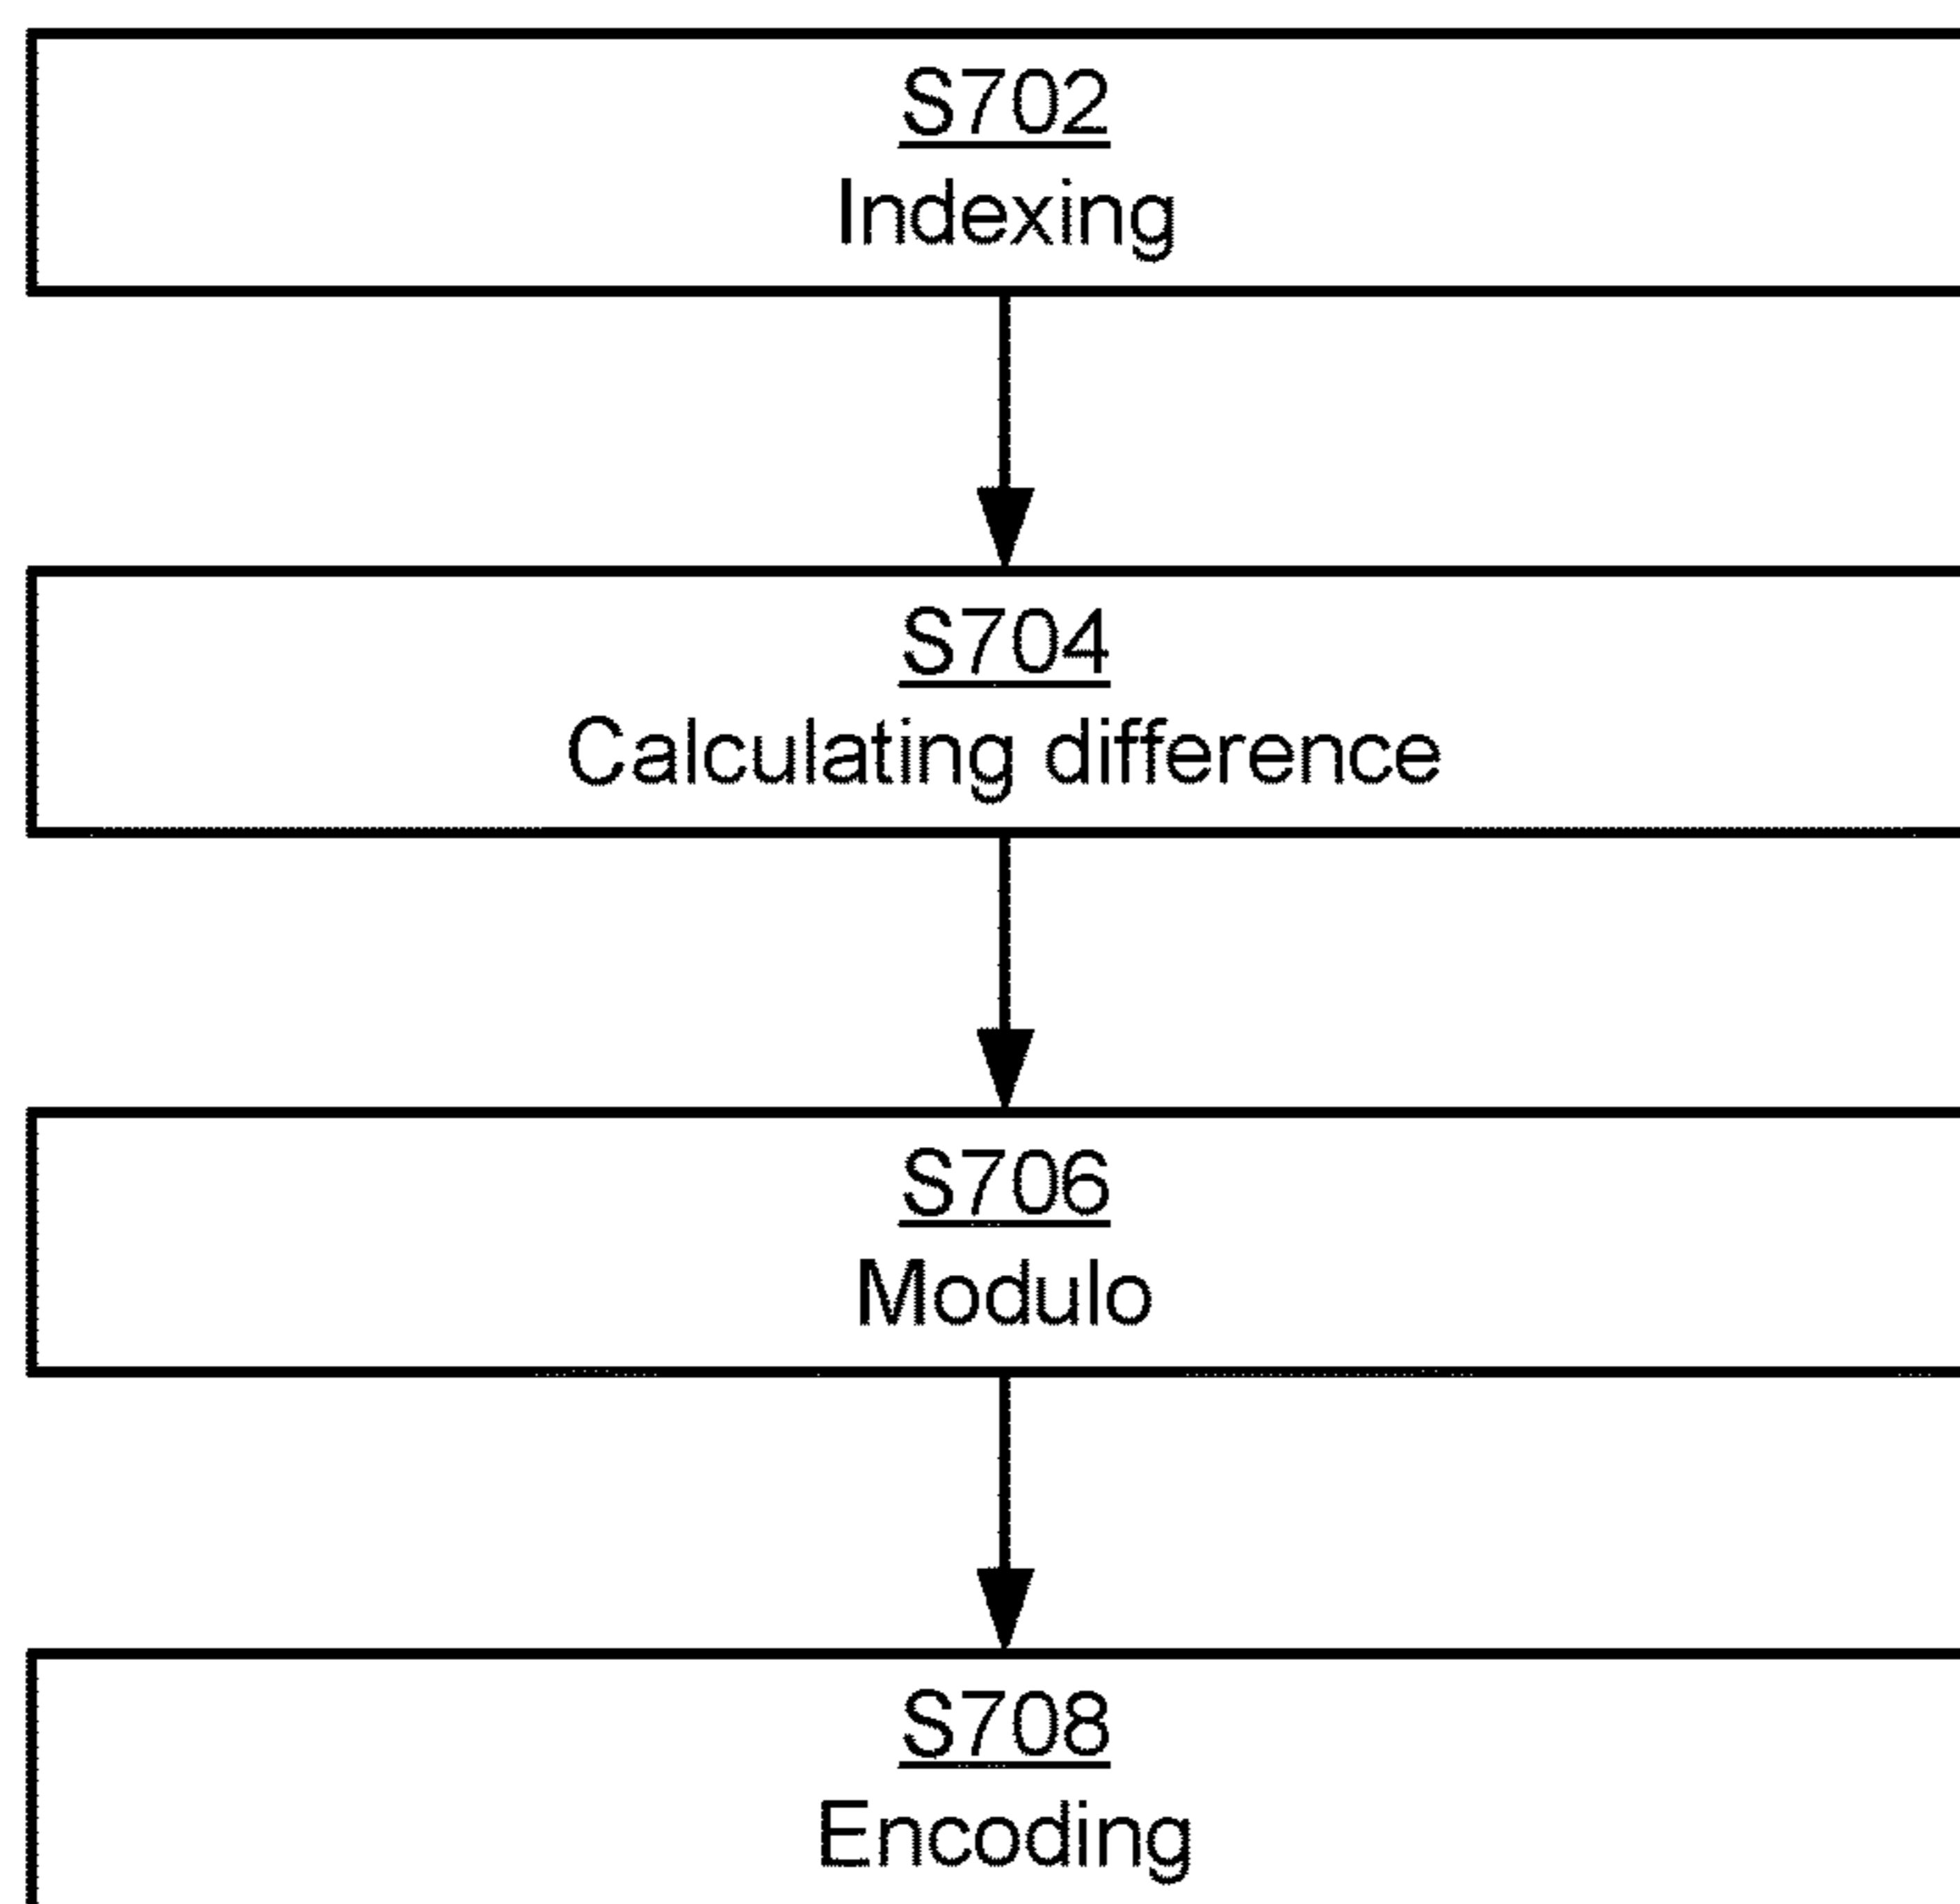 S702
Indexing
S704
Calculating difference
S706
Modulo
S708
Encoding